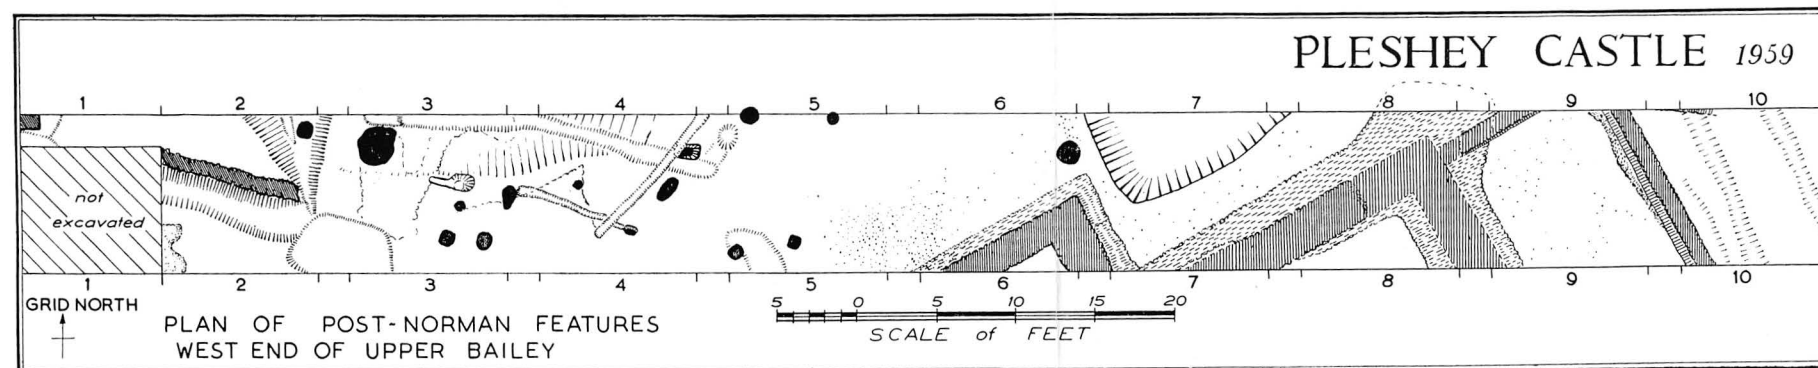 PLESHEY CASTLE 1959
1 2 3 4 5 6 7 8 9 10
not
excavated
1 2 3 4 5 6 7 8 9 10
GRID NORTH
5 0 5 10 15 20
SCALE of FEET
PLAN OF POST-NORMAN FEATURES
WEST END OF UPPER BAILEY